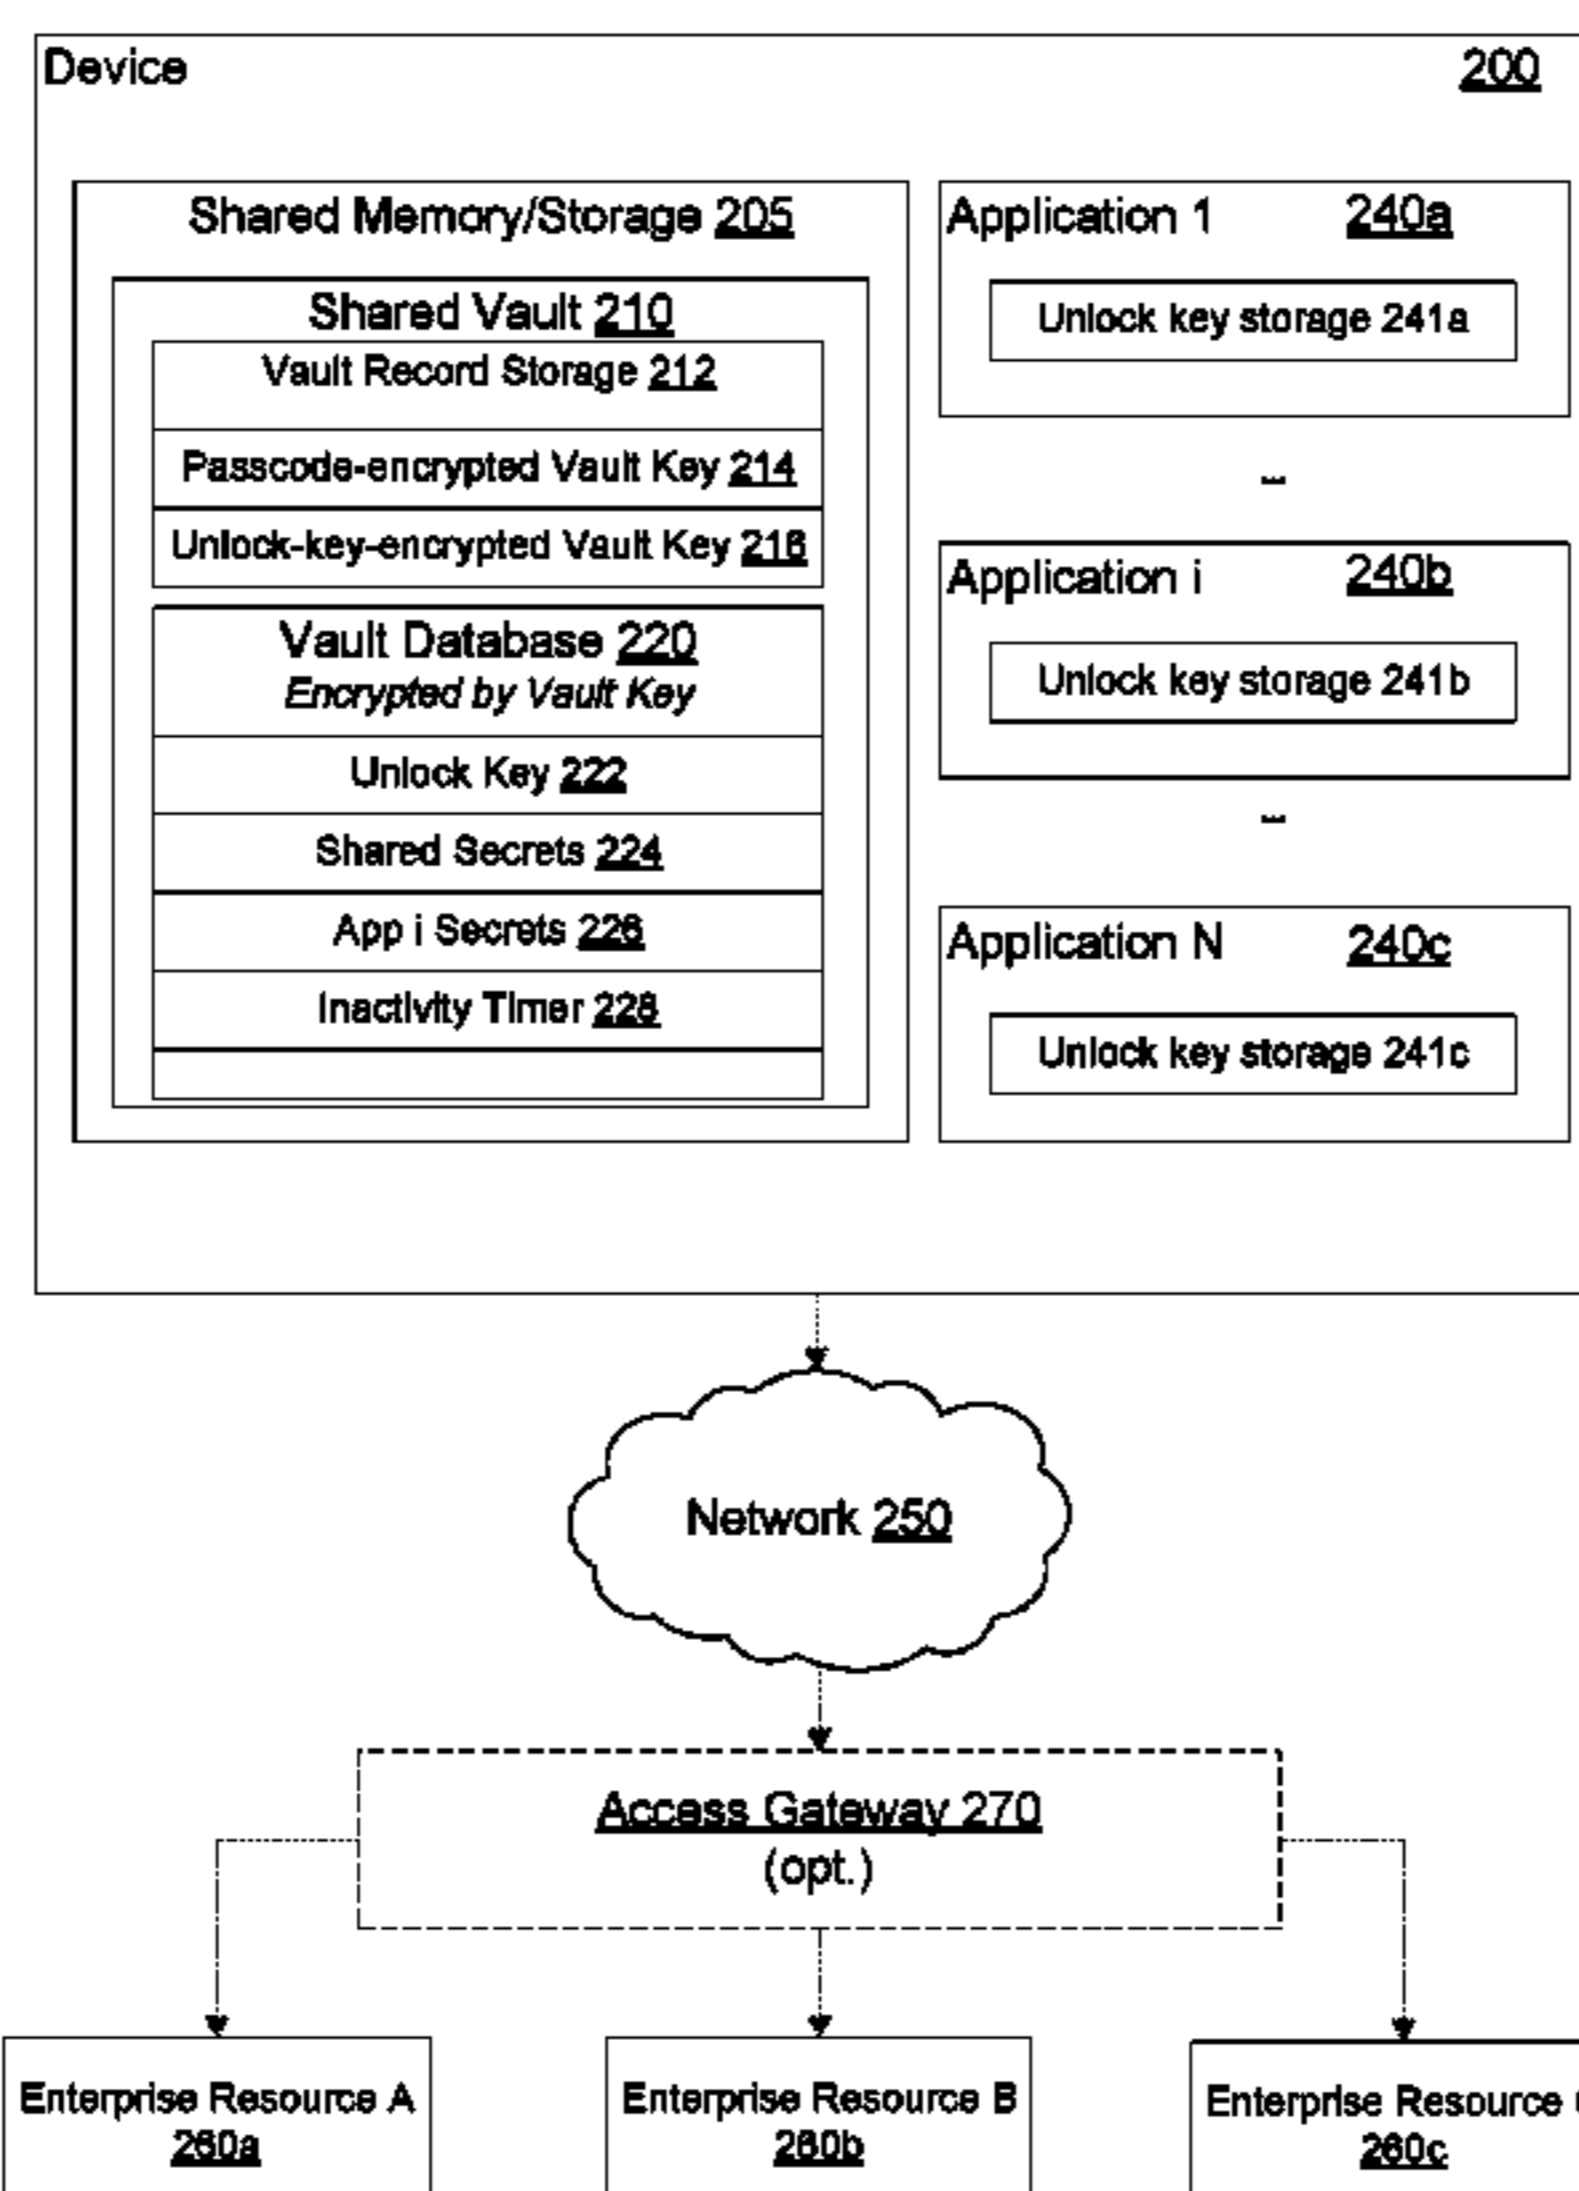 Device 200
Shared Memory/Storage 205
Shared Vault 210
Vault Record Storage 212
Passcode-encrypted Vault Key 214
Unlock-key-encrypted Vault Key 216
Vault Database 220
Encrypted by Vault Key
Unlock Key 222
Shared Secrets 224
App i Secrets 226
Inactivity Timer 228
Application 1 240a
Unlock key storage 241a
...
Application i 240b
Unlock key storage 241b
...
Application N 240c
Unlock key storage 241c
Network 250
Access Gateway 270
(opt.)
Enterprise Resource A
260a
Enterprise Resource B
260b
Enterprise Resource
260c